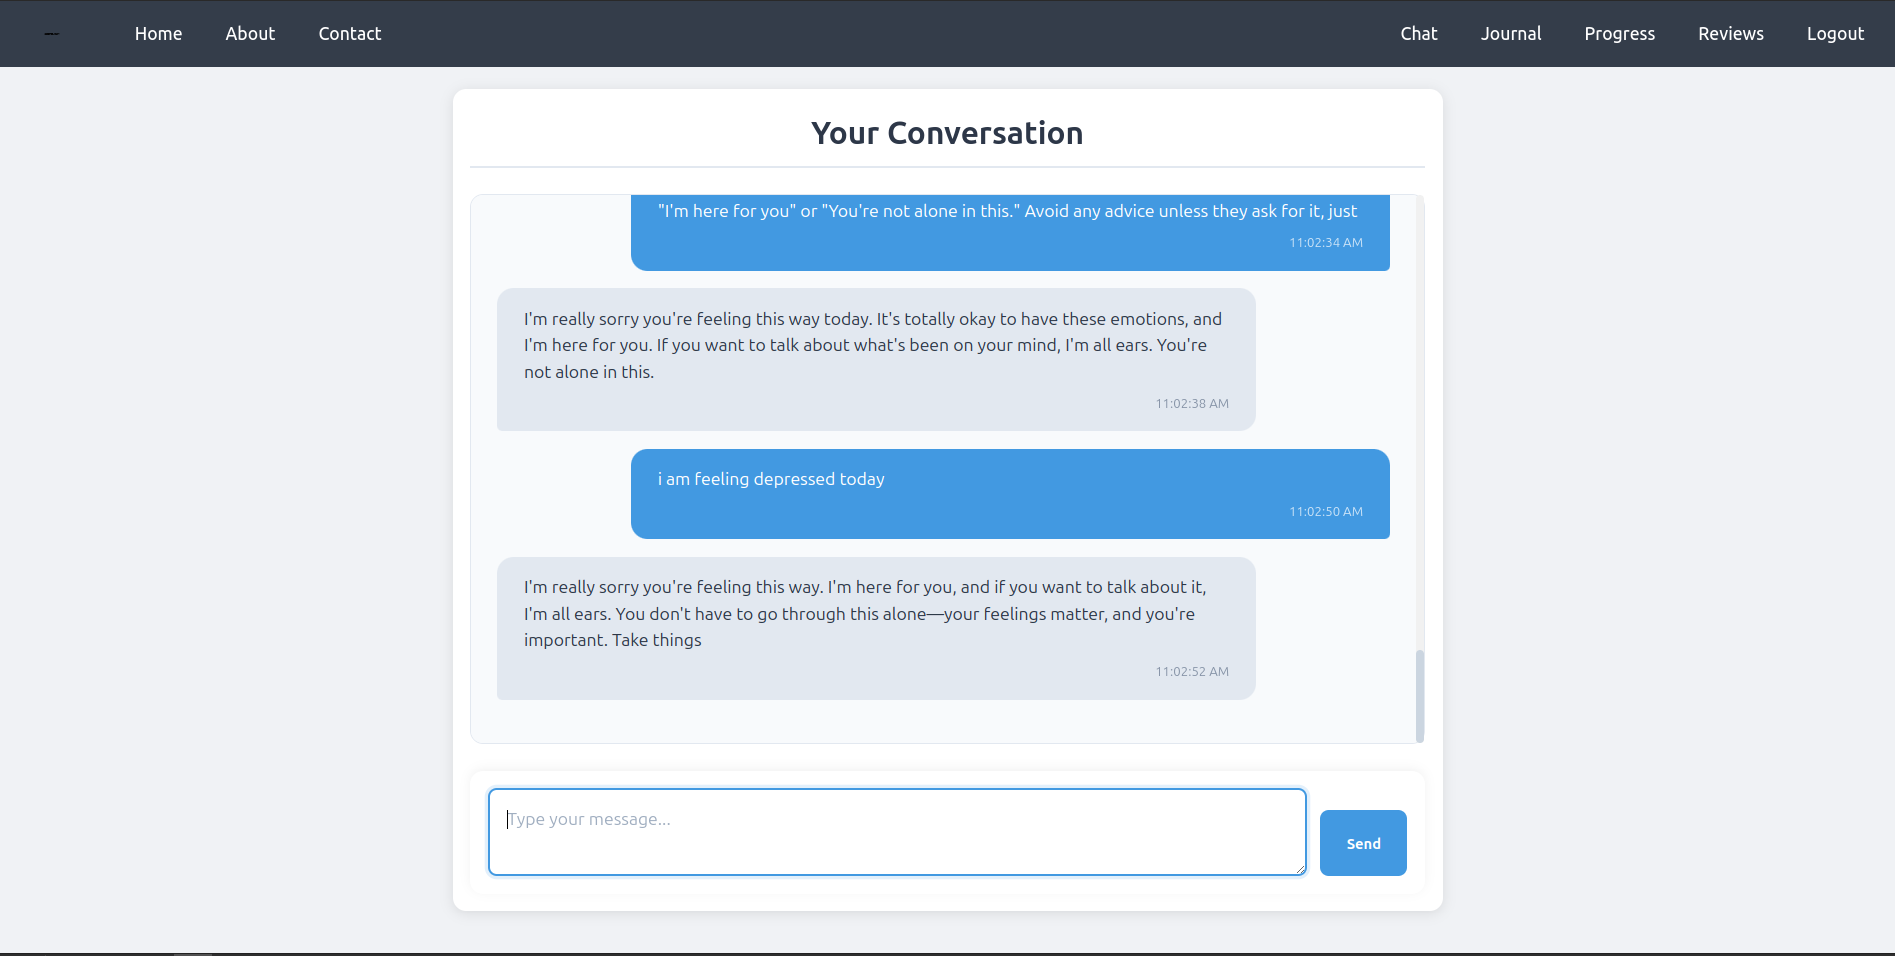 Home About Contact Chat Journal Progress Reviews Logout
Your Conversation
"I'm here for you" or "You're not alone in this." Avoid any advice unless they ask for it, just
11:02:34 AM
I'm really sorry you're feeling this way today. It's totally okay to have these emotions, and
I'm here for you. If you want to talk about what's been on your mind, I'm all ears. You're
not alone in this.
11:02:38 AM
i am feeling depressed today
11:02:50 AM
I'm really sorry you're feeling this way. I'm here for you, and if you want to talk about it,
I'm all ears. You don't have to go through this alone—your feelings matter, and you're
important. Take things
11:02:52 AM
Type your message...
Send